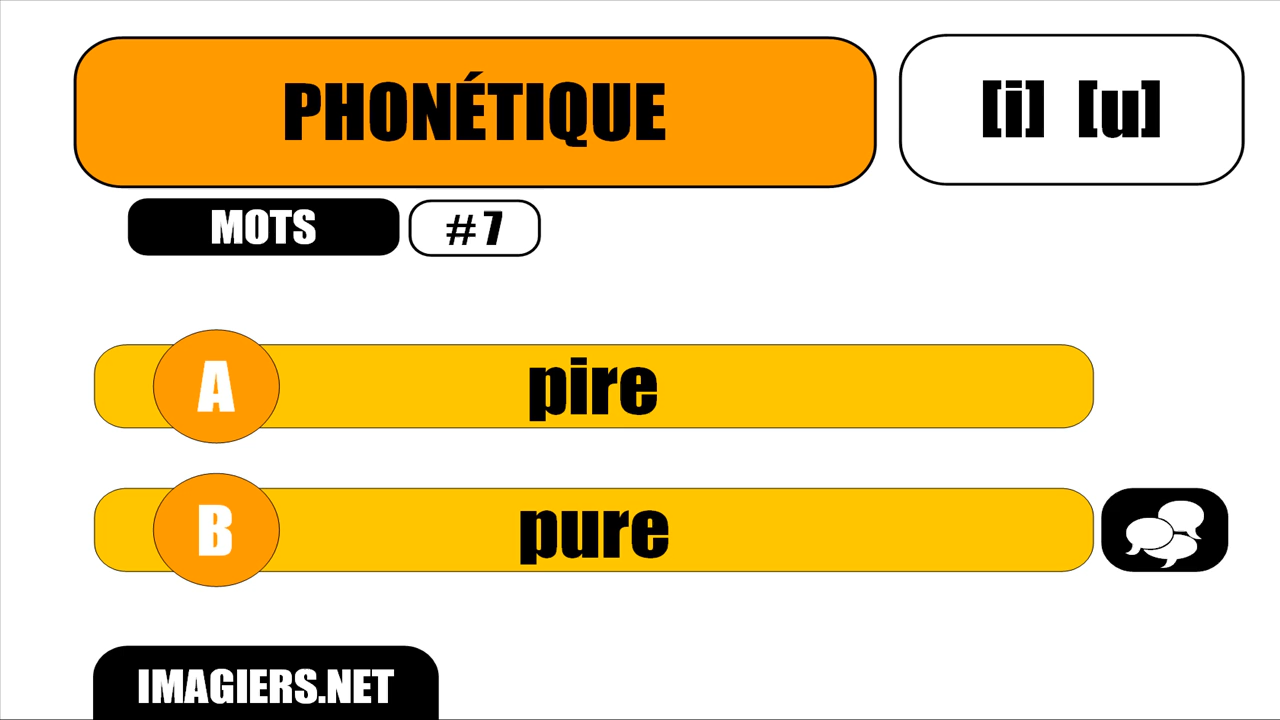 PHONÉTIQUE
[i] [u]
MOTS
#7
A
pire
B
pure
IMAGIERS.NET